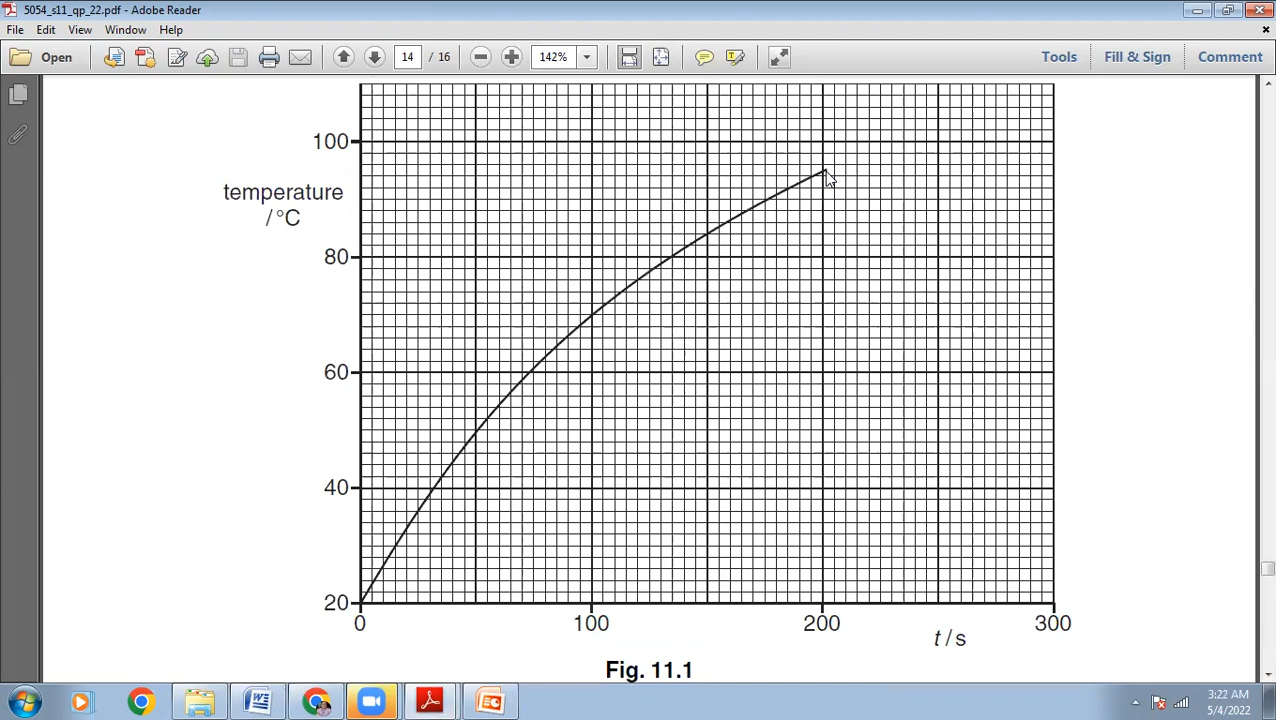 5054_s11_qp_22.pdf - Adobe Reader
File Edit View Window Help
Open 14 / 16 142% Tools Fill & Sign Comment
100
temperature
/ °C
80
60
40
20
0 100 200 300
t / s
Fig. 11.1
3:22 AM
5/4/2022